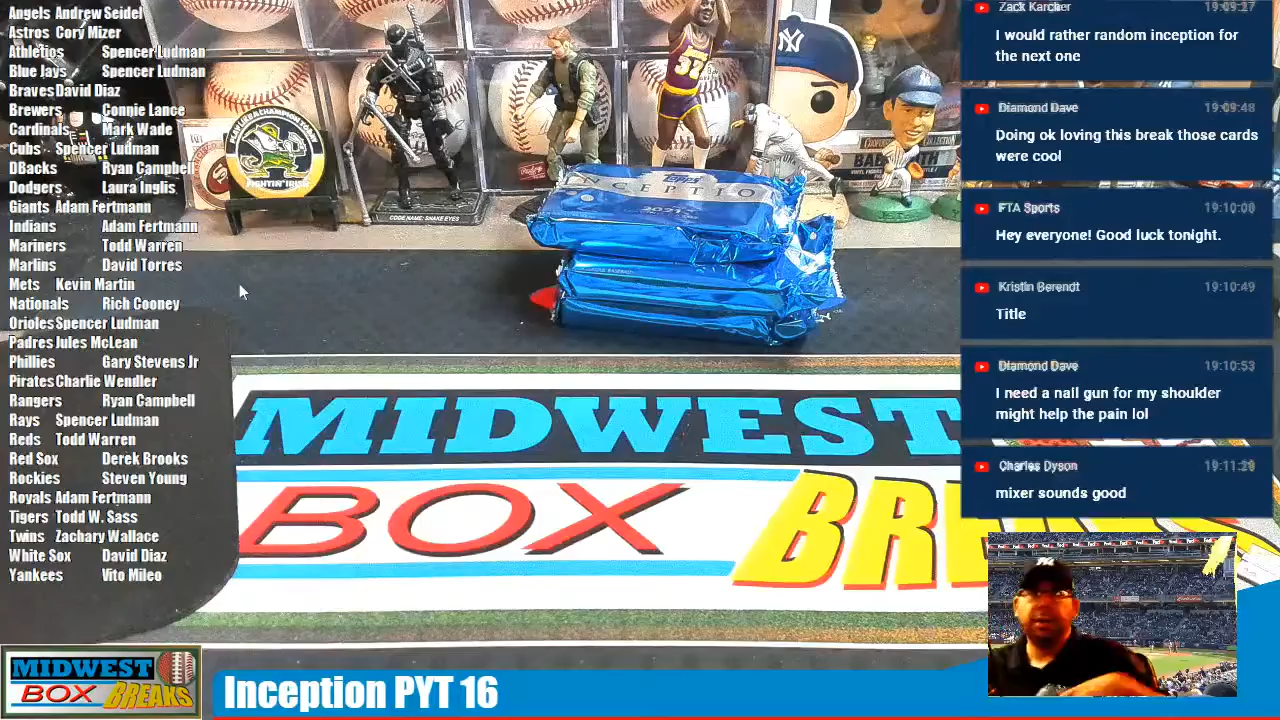 Angels Andrew Seidel
Astros Cory Mizer
Athletics Spencer Ludman
Blue Jays Spencer Ludman
Braves David Diaz
Brewers Connie Lance
Cardinals Mark Wade
Cubs Spencer Ludman
DBacks Ryan Campbell
Dodgers Laura Inglis
Giants Adam Fertmann
Indians Adam Fertmann
Mariners Todd Warren
Marlins David Torres
Mets Kevin Martin
Nationals Rich Cooney
Orioles Spencer Ludman
Padres Jules McLean
Phillies Gary Stevens Jr
Pirates Charlie Wendler
Rangers Ryan Campbell
Rays Spencer Ludman
Reds Todd Warren
Red Sox Derek Brooks
Rockies Steven Young
Royals Adam Fertmann
Tigers Todd W. Sass
Twins Zachary Wallace
White Sox David Diaz
Yankees Vito Mileo
FIGHTIN' IRISH
CODE NAME: SNAKE EYES
32
Topps
INCEPTION
2021
Zack Karcher 19:09:27
I would rather random inception for
the next one
Diamond Dave 19:09:48
Doing ok loving this break those cards
were cool
FTA Sports 19:10:08
Hey everyone! Good luck tonight.
Kristin Berendt 19:10:49
Title
Diamond Dave 19:10:53
I need a nail gun for my shoulder
might help the pain lol
Charles Dyson 19:11:28
mixer sounds good
MIDWEST
BOX BRE
MIDWEST
BOX BREAKS
Inception PYT 16